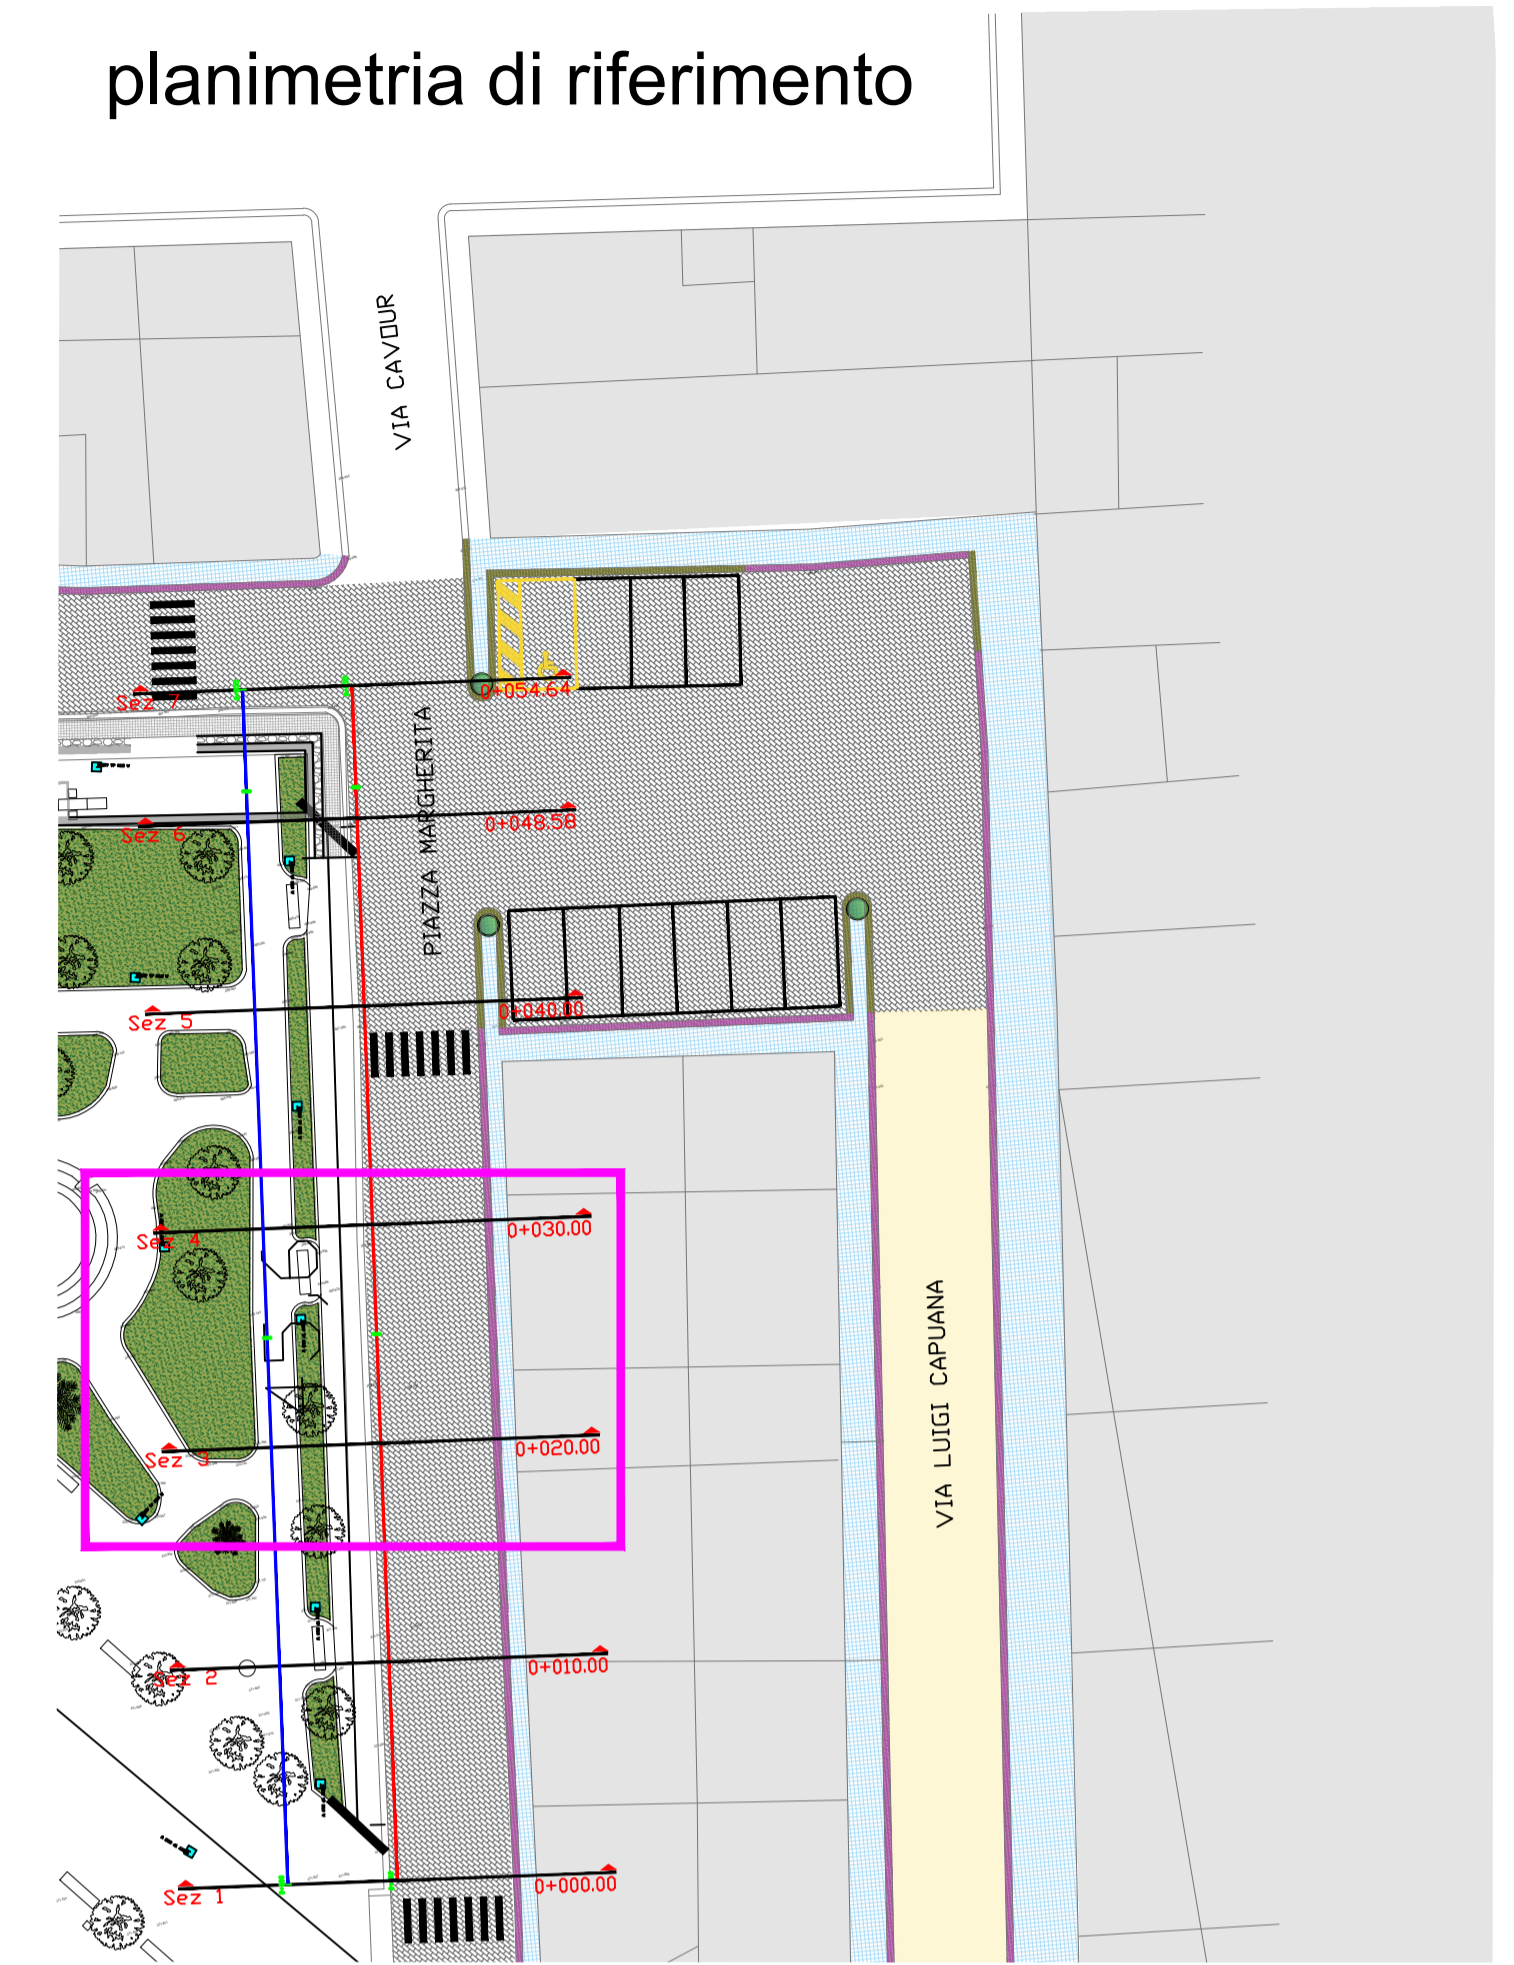 planimetria di riferimento
VIA CAVOUR
Sez 7
0+054.64
PIAZZA MARGHERITA
Sez 6
0+048.58
Sez 5
0+040.00
Sez 4
0+030.00
VIA LUIGI CAPUANA
Sez 3
0+020.00
Sez 2
0+010.00
Sez 1
0+000.00